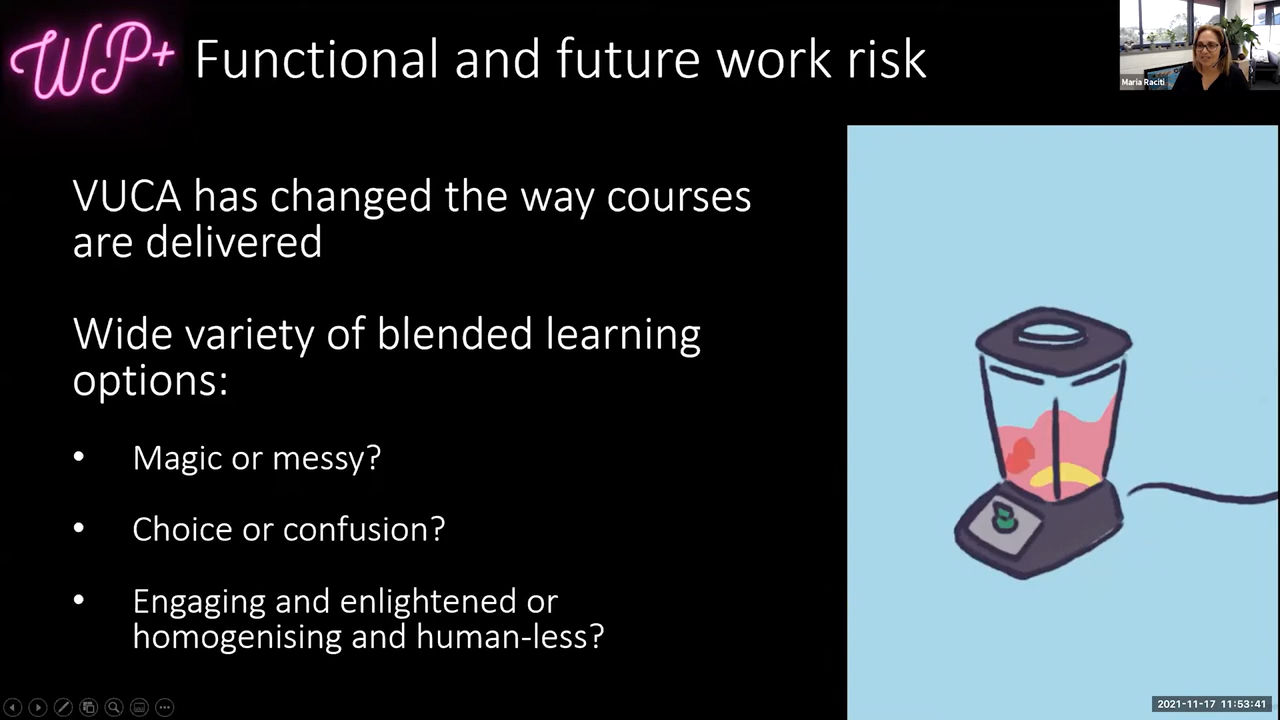 WP+ Functional and future work risk
Maria Raciti
VUCA has changed the way courses
are delivered
Wide variety of blended learning
options:
• Magic or messy?
• Choice or confusion?
• Engaging and enlightened or
homogenising and human-less?
2021-11-17 11:53:41